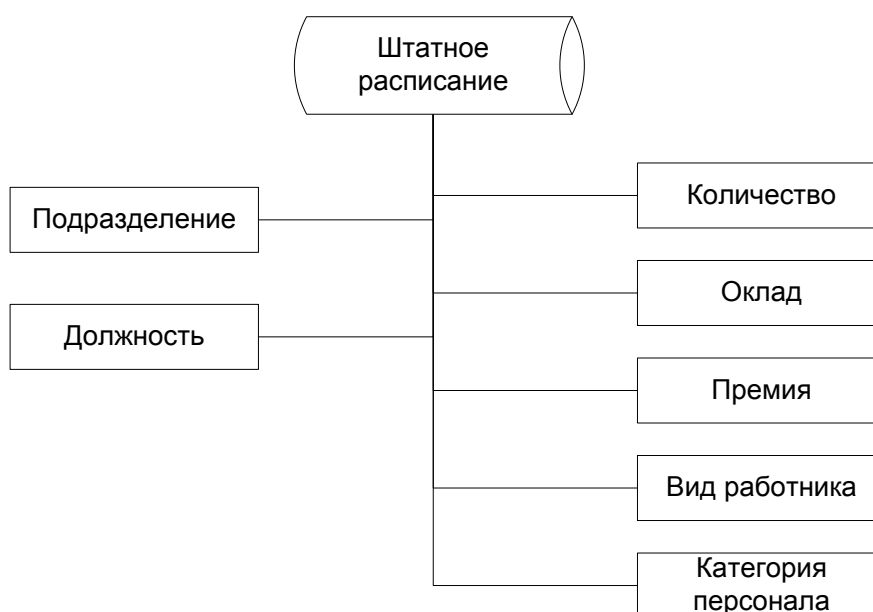 Штатное
расписание
Подразделение
Должность
Количество
Оклад
Премия
Вид работника
Категория
персонала